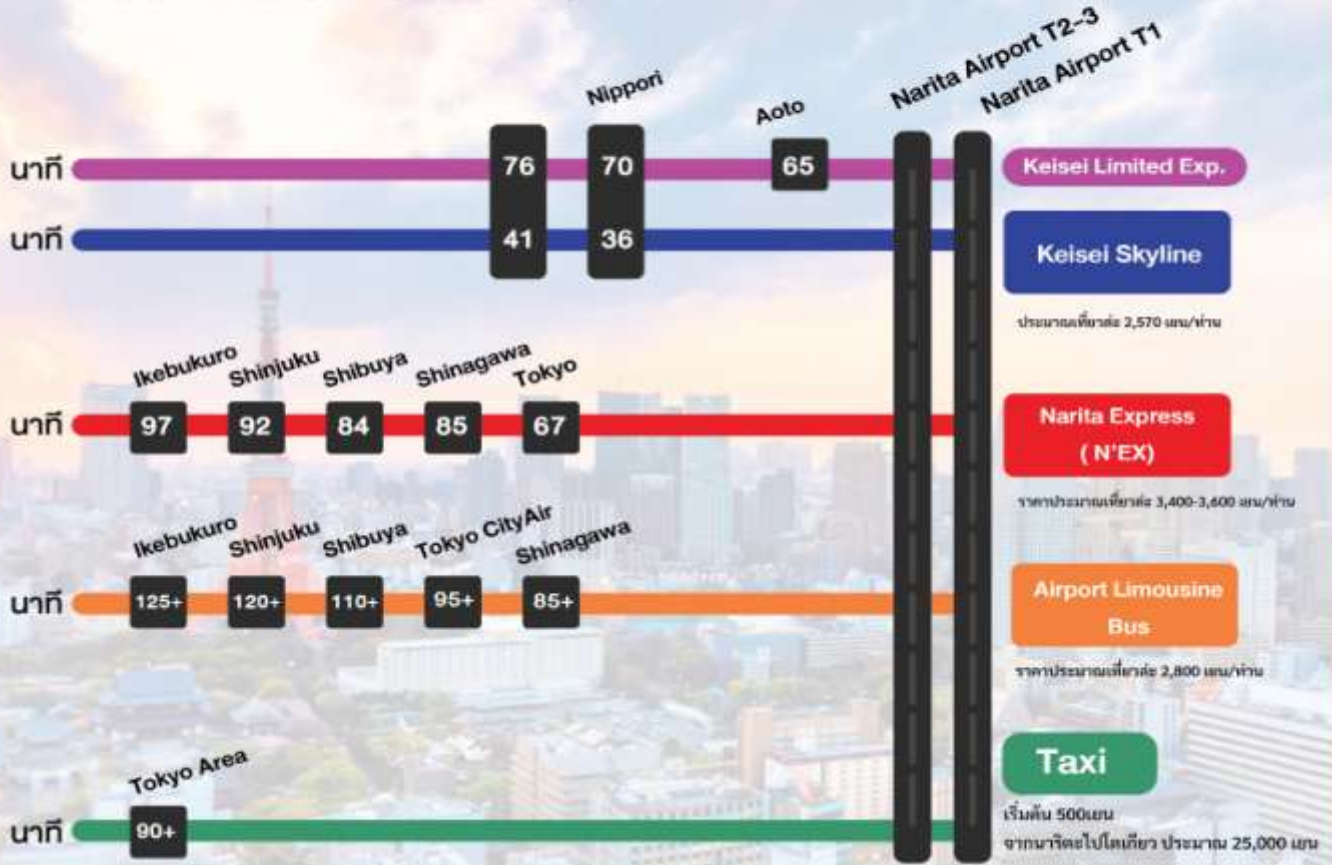 Narita Airport T2-3
Narita Airport T1
Nippori
Aoto
นาที
76
70
65
Keisei Limited Exp.
นาที
41
36
Keisei Skyline
ประมาณเที่ยวล่ะ 2,570 เยน/ท่าน
Ikebukuro
Shinjuku
Shibuya
Shinagawa
Tokyo
นาที
97
92
84
85
67
Narita Express
( N'EX)
ราคาประมาณเที่ยวล่ะ 3,400-3,600 เยน/ท่าน
Ikebukuro
Shinjuku
Shibuya
Tokyo CityAir
Shinagawa
นาที
125+
120+
110+
95+
85+
Airport Limousine
Bus
ราคาประมาณเที่ยวล่ะ 2,800 เยน/ท่าน
Tokyo Area
นาที
90+
Taxi
เริ่มต้น 500เยน
จากนาริตะไปโตเกียว ประมาณ 25,000 เยน